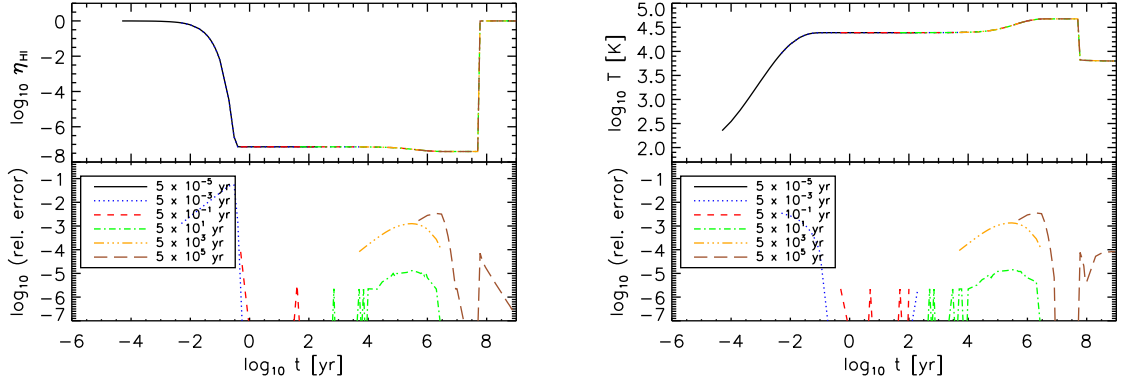 log₁₀ η_HI
0
−2
−4
−6
−8
log₁₀ (rel. error)
−1
−2
−3
−4
−5
−6
−7
5 × 10⁻⁵ yr
5 × 10⁻³ yr
5 × 10⁻¹ yr
5 × 10¹ yr
5 × 10³ yr
5 × 10⁵ yr
−6 −4 −2 0 2 4 6 8
log₁₀ t [yr]
log₁₀ T [K]
5.0
4.5
4.0
3.5
3.0
2.5
2.0
log₁₀ (rel. error)
−1
−2
−3
−4
−5
−6
−7
5 × 10⁻⁵ yr
5 × 10⁻³ yr
5 × 10⁻¹ yr
5 × 10¹ yr
5 × 10³ yr
5 × 10⁵ yr
−6 −4 −2 0 2 4 6 8
log₁₀ t [yr]